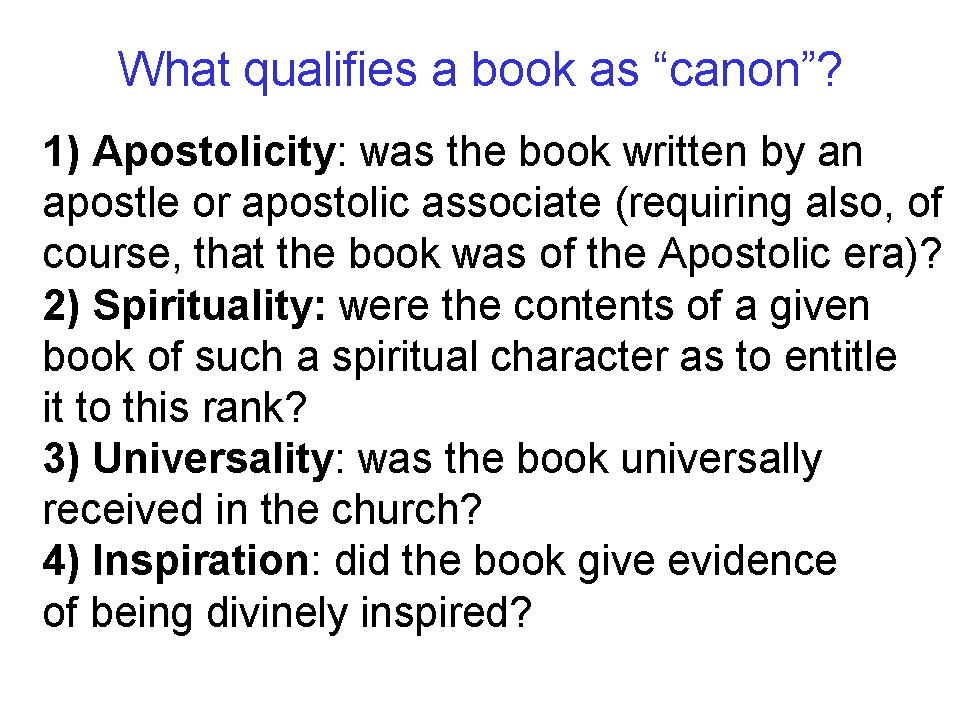 What qualifies a book as “canon”?
1) Apostolicity: was the book written by an
apostle or apostolic associate (requiring also, of
course, that the book was of the Apostolic era)?
2) Spirituality: were the contents of a given
book of such a spiritual character as to entitle
it to this rank?
3) Universality: was the book universally
received in the church?
4) Inspiration: did the book give evidence
of being divinely inspired?